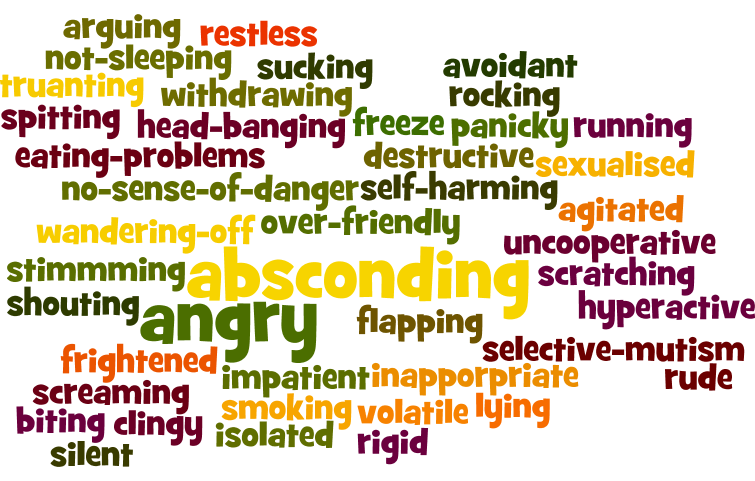 arguing restless
not-sleeping sucking avoidant
truanting withdrawing rocking
spitting head-banging freeze panicky running
eating-problems destructive sexualised
no-sense-of-danger self-harming agitated
wandering-off over-friendly uncooperative
stimmming absconding scratching
shouting angry flapping hyperactive
frightened selective-mutism
screaming impatient inapporpriate rude
biting clingy smoking volatile lying
silent isolated rigid